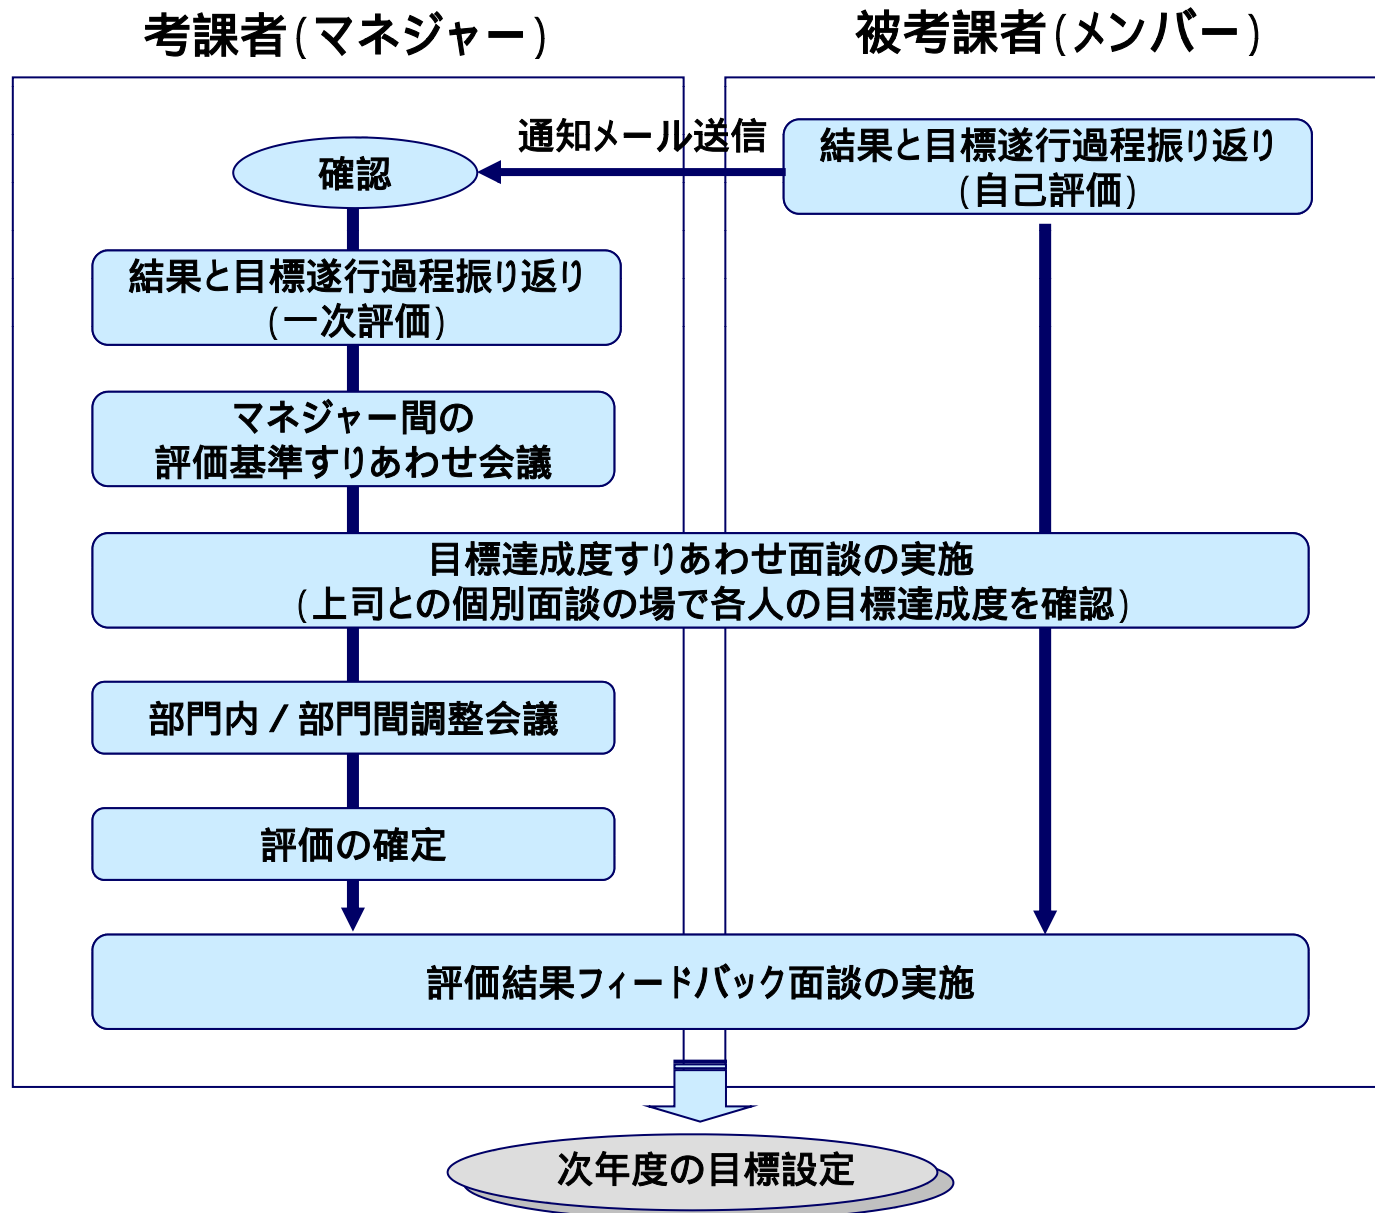 考課者(マネジャー)
被考課者(メンバー)
通知メール送信
結果と目標遂行過程振り返り
(自己評価)
確認
結果と目標遂行過程振り返り
(一次評価)
マネジャー間の
評価基準すりあわせ会議
目標達成度すりあわせ面談の実施
(上司との個別面談の場で各人の目標達成度を確認)
部門内/部門間調整会議
評価の確定
評価結果フィードバック面談の実施
次年度の目標設定